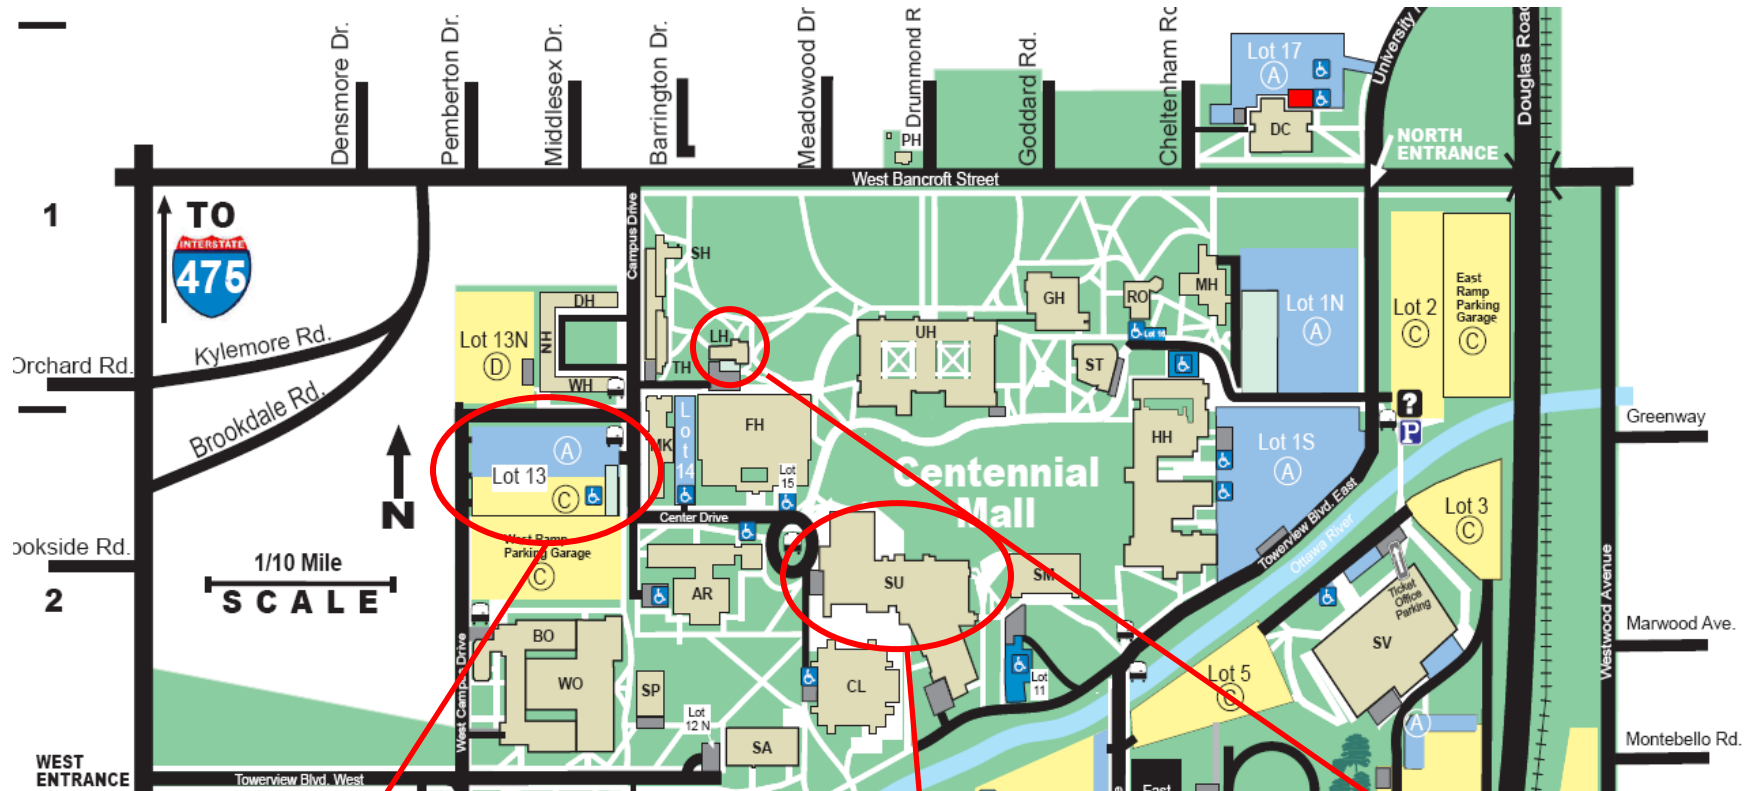 Densmore Dr.
Pemberton Dr.
Middlesex Dr.
Barrington Dr.
Meadowood Dr
Drummond R
Goddard Rd.
Cheltenham Rd
University
Douglas Road
Lot 17
A
DC
PH
NORTH
ENTRANCE
West Bancroft Street
1
TO
INTERSTATE
475
Campus Drive
SH
DH
NH
WH
Lot 13N
D
LH
TH
UH
GH
RO
Lot 16
MH
ST
Lot 1N
A
Lot 2
C
East
Ramp
Parking
Garage
C
Orchard Rd.
Kylemore Rd.
Brookdale Rd.
?
P
Greenway
A
Lot 13
C
MK
Lot
14
FH
Lot
15
HH
Lot 1S
A
Centennial
Mall
N
Center Drive
Lot 3
C
ookside Rd.
West Ramp
Parking Garage
C
1/10 Mile
SCALE
2
AR
SU
SM
Towerview Blvd. East
Ottawa River
Ticket
Office
Parking
SV
Westwood Avenue
Marwood Ave.
BO
WO
SP
CL
Lot
11
Lot 5
C
Lot
12 N
SA
A
West Campus Drive
Montebello Rd.
WEST
ENTRANCE
Towerview Blvd. West
East